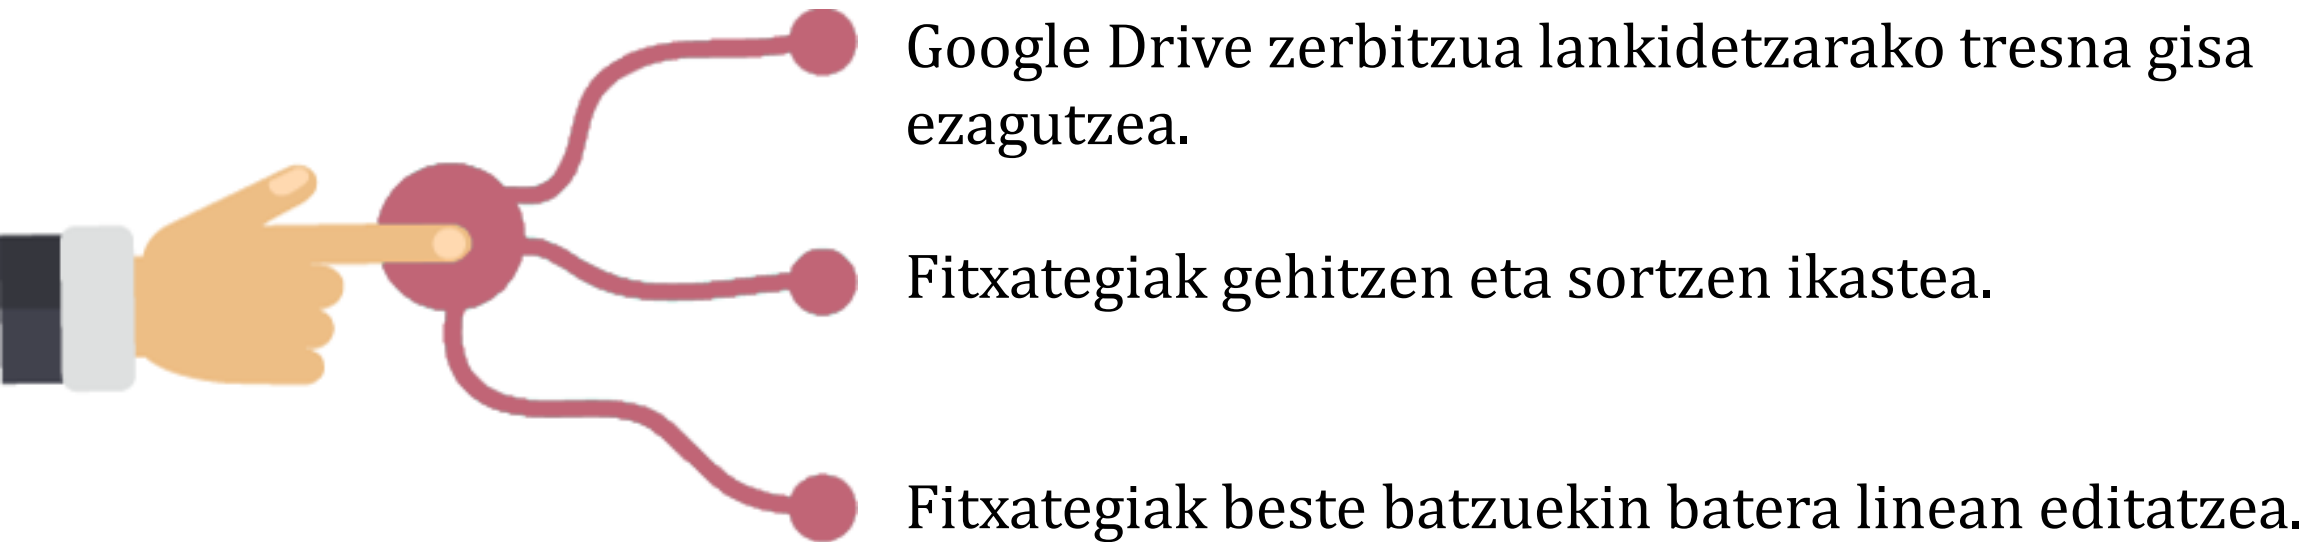 Google Drive zerbitzua lankidetzarako tresna gisa
ezagutzea.
Fitxategiak gehitzen eta sortzen ikastea.
Fitxategiak beste batzuekin batera linean editatzea.